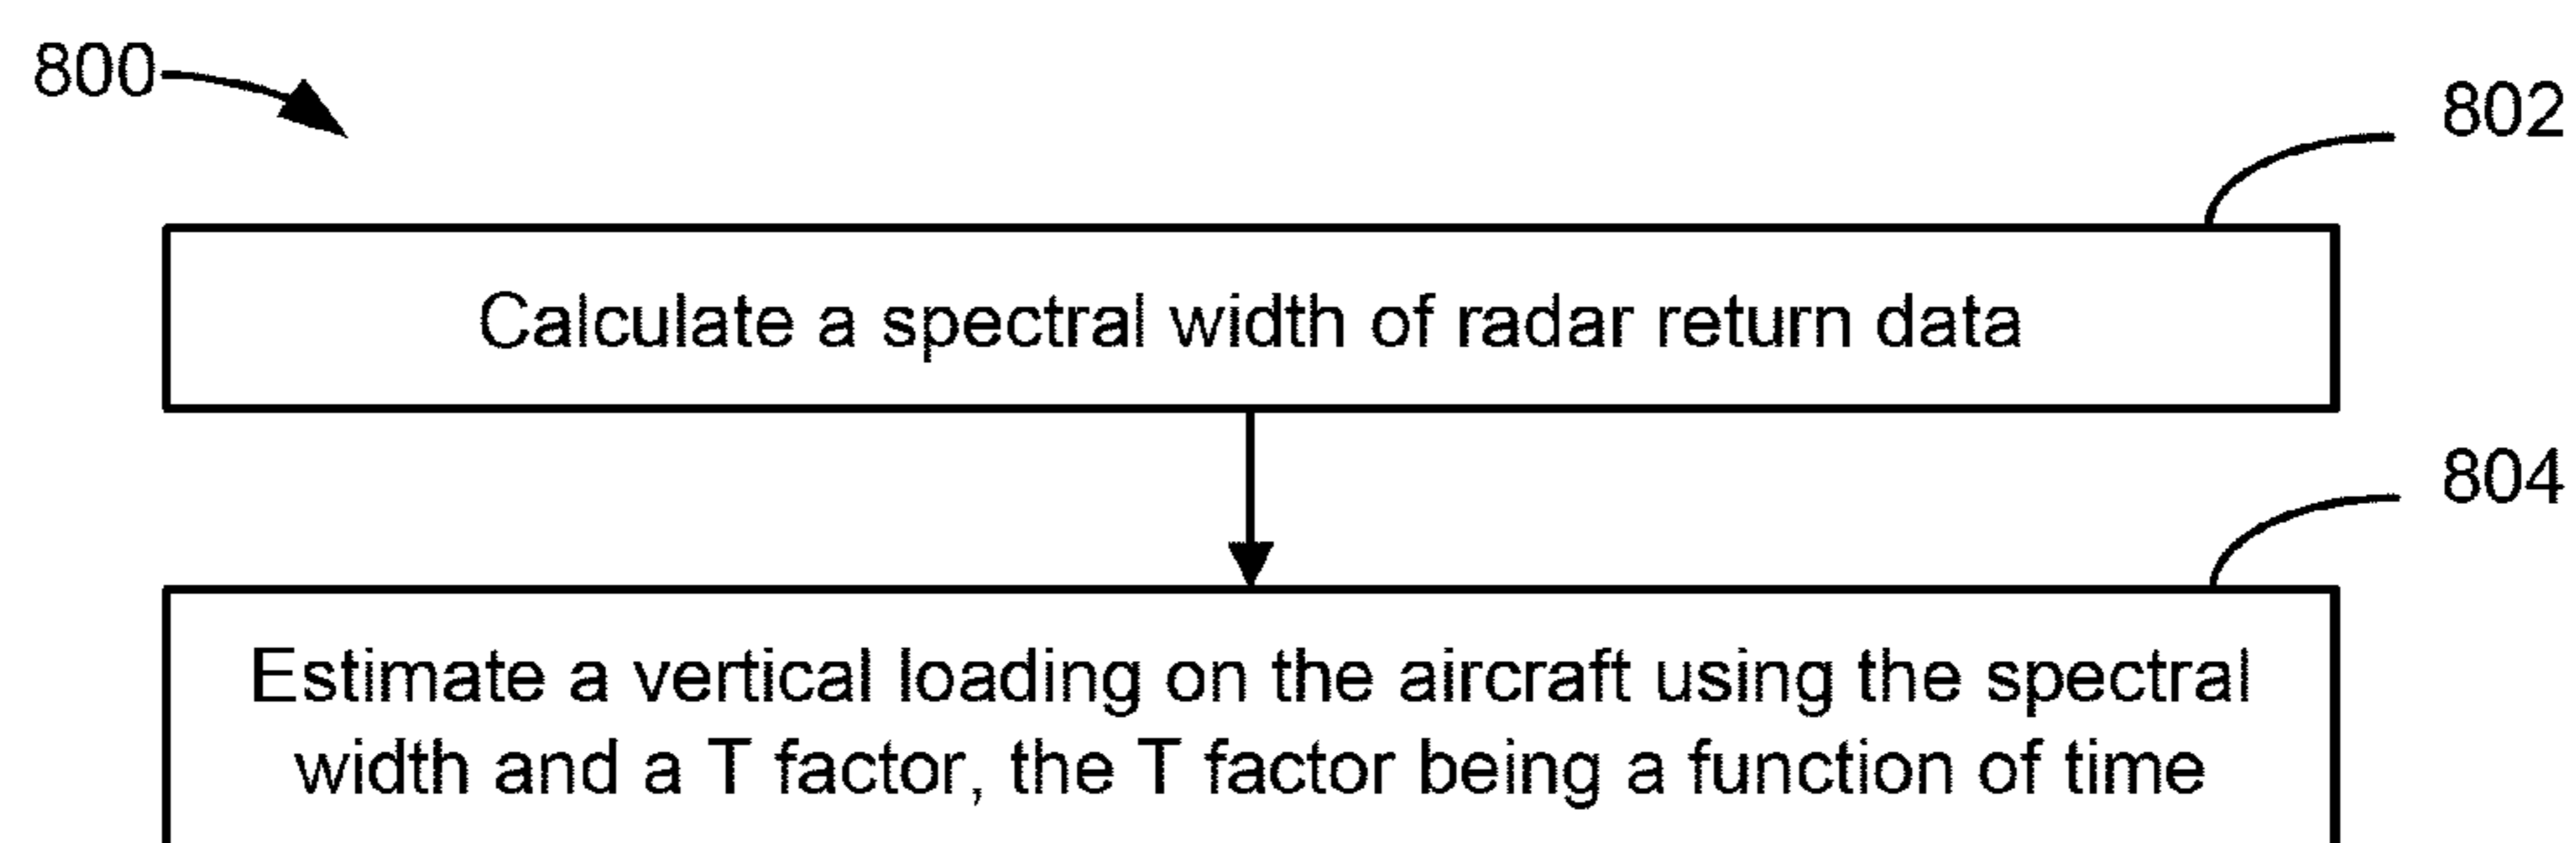 800
802
Calculate a spectral width of radar return data
804
Estimate a vertical loading on the aircraft using the spectral
width and a T factor, the T factor being a function of time